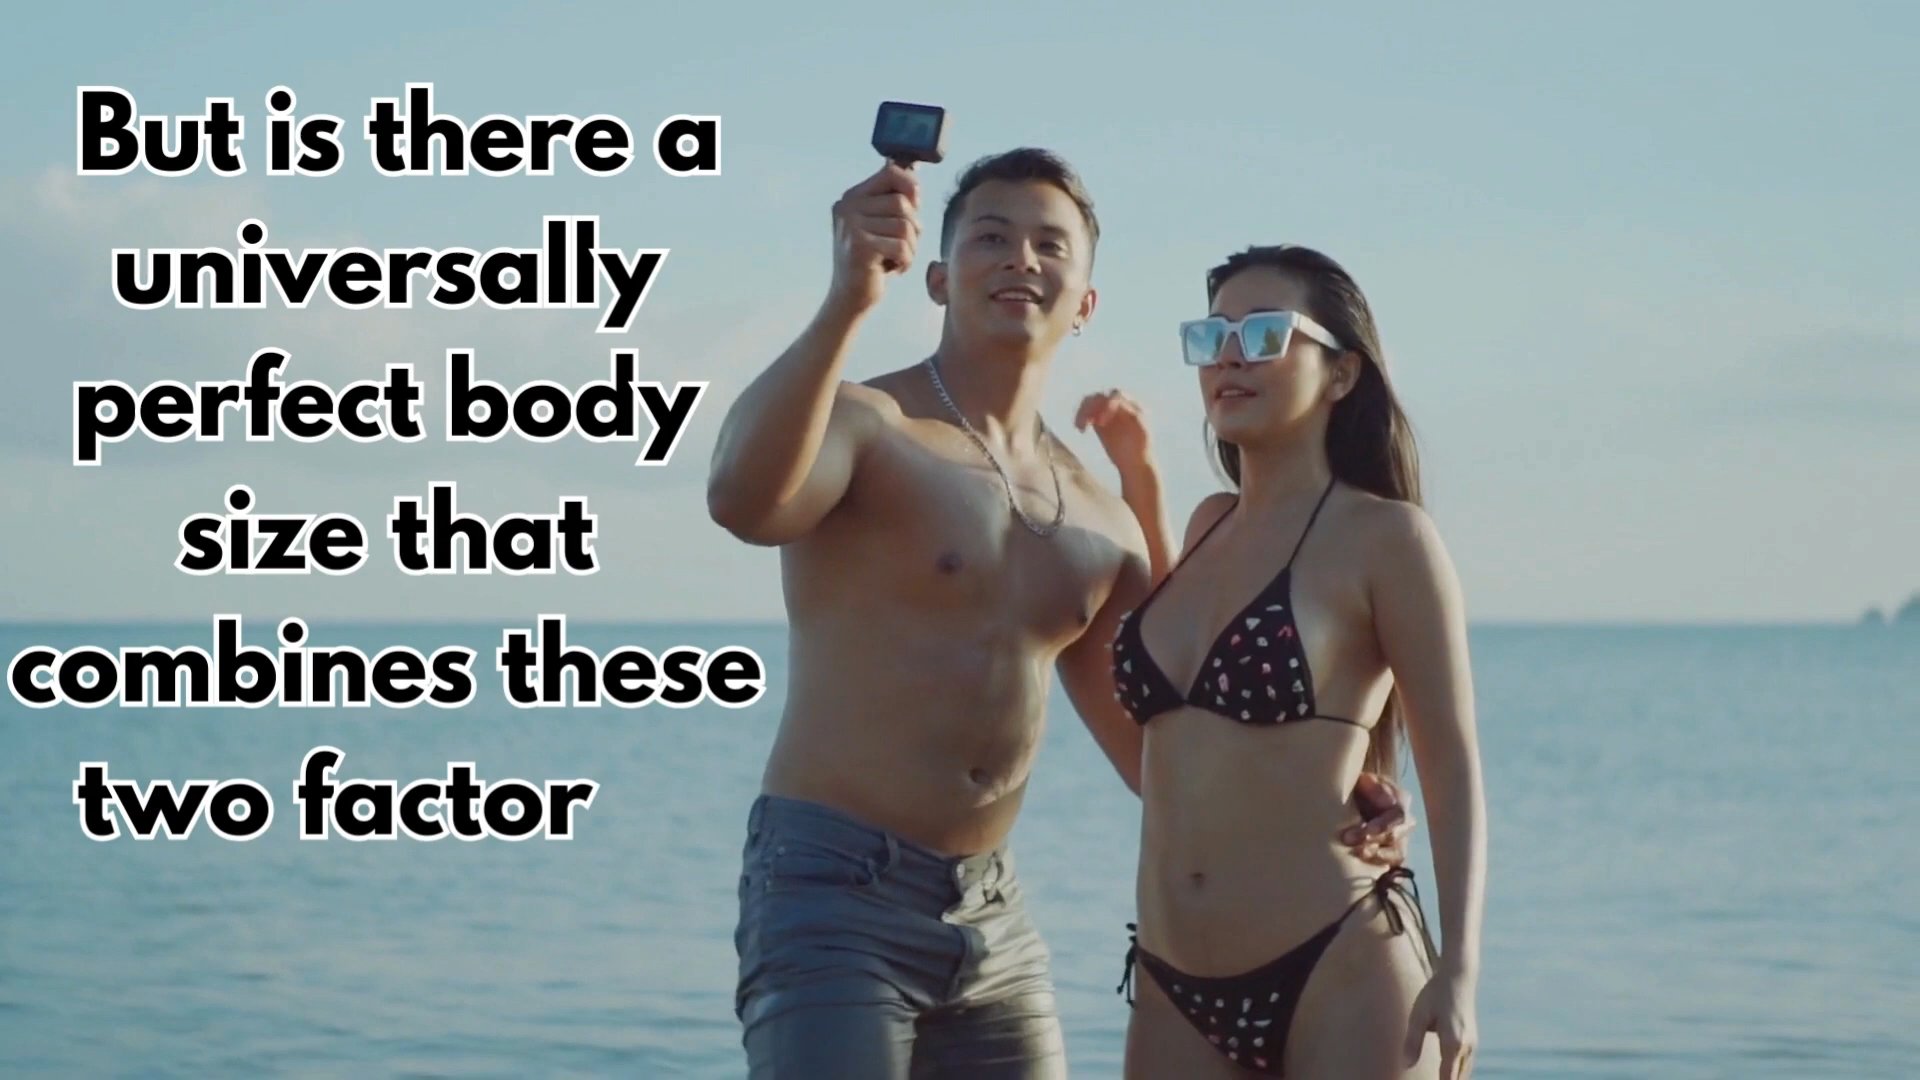 But is there a
universally
perfect body
size that
combines these
two factor